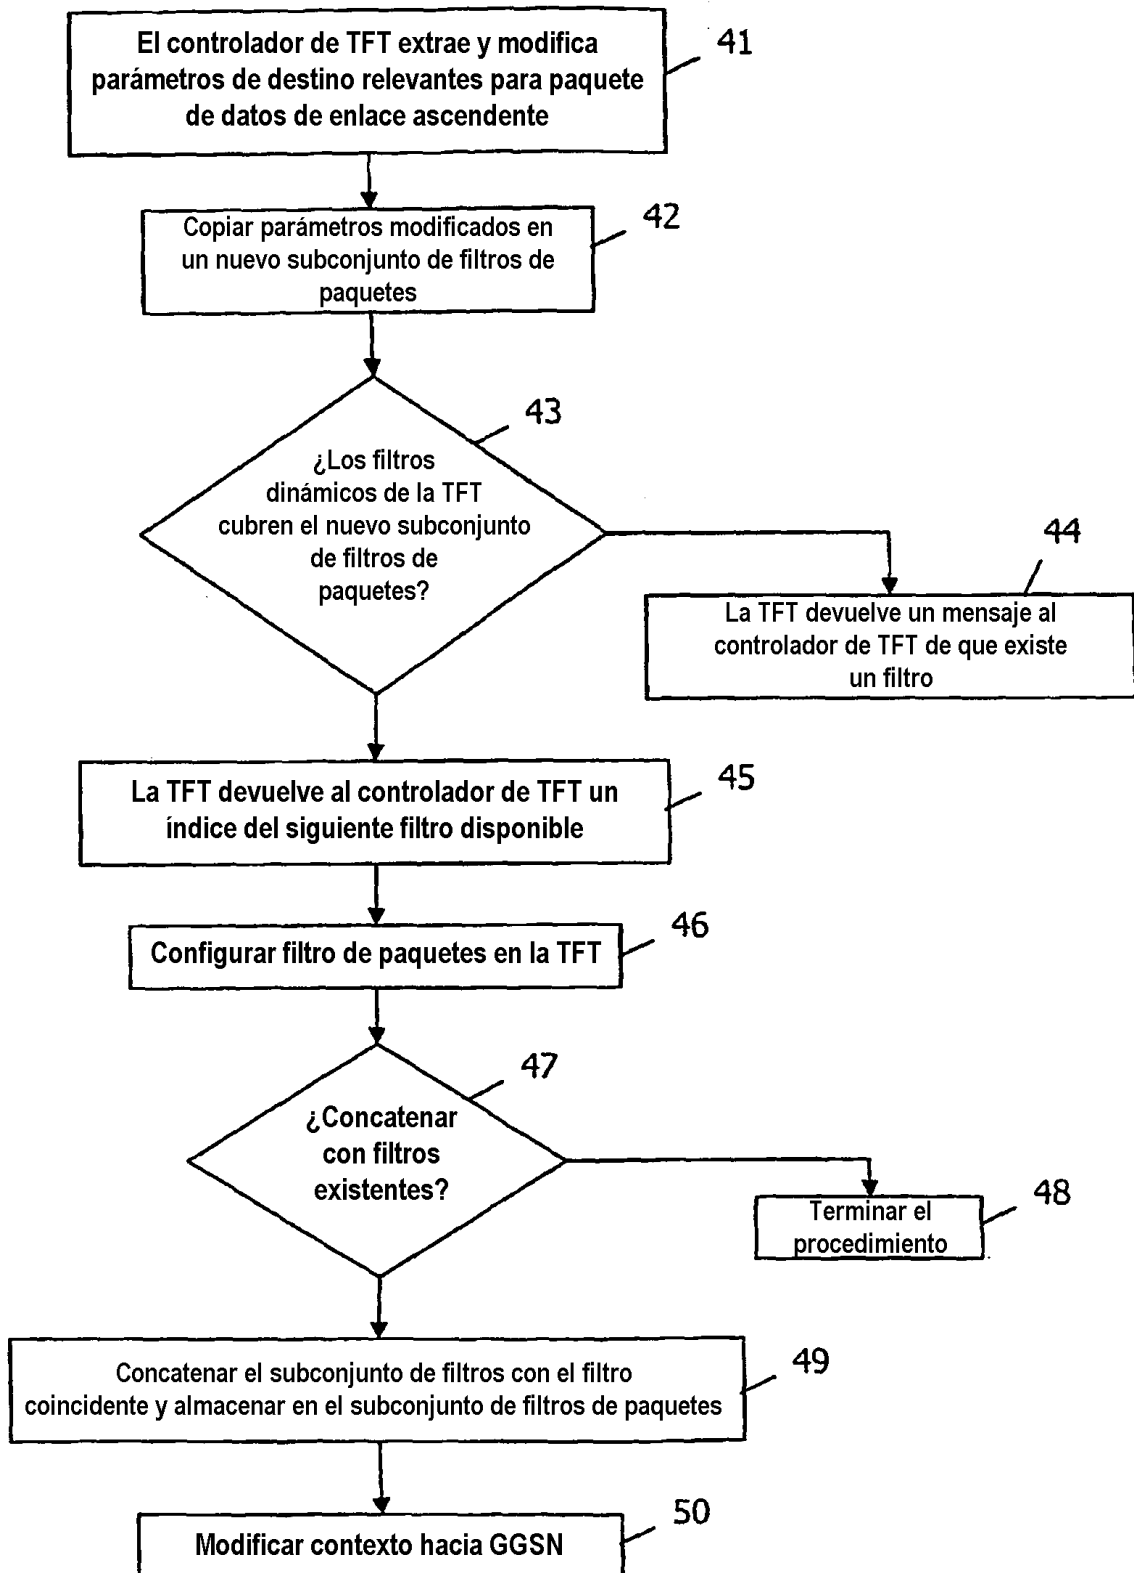 El controlador de TFT extrae y modifica
parámetros de destino relevantes para paquete
de datos de enlace ascendente
41
Copiar parámetros modificados en
un nuevo subconjunto de filtros de
paquetes
42
¿Los filtros
dinámicos de la TFT
cubren el nuevo subconjunto
de filtros de
paquetes?
43
44
La TFT devuelve un mensaje al
controlador de TFT de que existe
un filtro
La TFT devuelve al controlador de TFT un
índice del siguiente filtro disponible
45
Configurar filtro de paquetes en la TFT
46
¿Concatenar
con filtros
existentes?
47
Terminar el
procedimiento
48
Concatenar el subconjunto de filtros con el filtro
coincidente y almacenar en el subconjunto de filtros de paquetes
49
Modificar contexto hacia GGSN
50